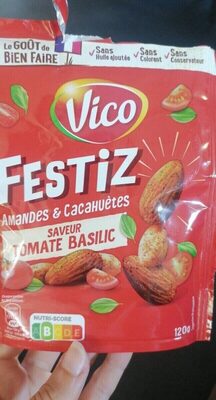 Le GOÛT de
BIEN FAIRE
Sans
Huile ajoutée
Sans
Colorant
Sans
Conservateur
Vico
FESTIZ
Amandes & Cacahuètes
SAVEUR
TOMATE BASILIC
NUTRI-SCORE
A B C D E
120g